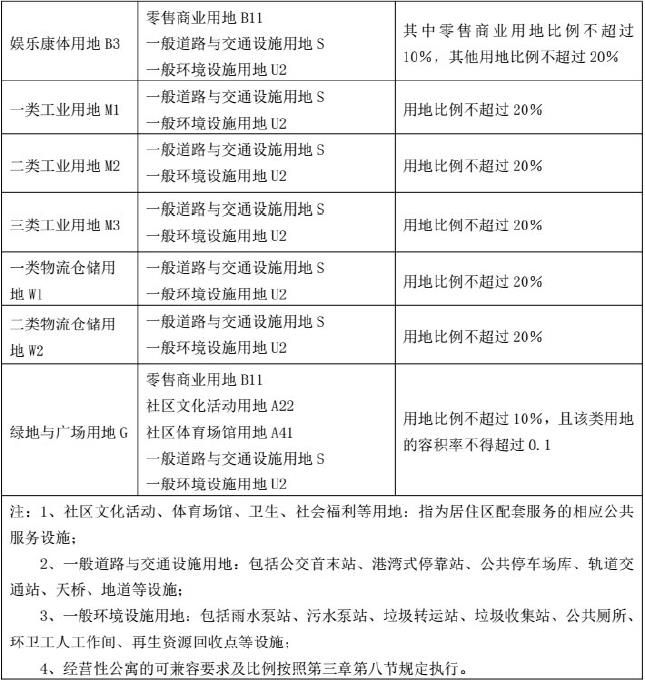 娱乐康体用地 B3
零售商业用地 B11
一般道路与交通设施用地 S
一般环境设施用地 U2
其中零售商业用地比例不超过
10%，其他用地比例不超过 20%
一类工业用地 M1
一般道路与交通设施用地 S
一般环境设施用地 U2
用地比例不超过 20%
二类工业用地 M2
一般道路与交通设施用地 S
一般环境设施用地 U2
用地比例不超过 20%
三类工业用地 M3
一般道路与交通设施用地 S
一般环境设施用地 U2
用地比例不超过 20%
一类物流仓储用
地 W1
一般道路与交通设施用地 S
一般环境设施用地 U2
用地比例不超过 20%
二类物流仓储用
地 W2
一般道路与交通设施用地 S
一般环境设施用地 U2
用地比例不超过 20%
绿地与广场用地 G
零售商业用地 B11
社区文化活动用地 A22
社区体育场馆用地 A41
一般道路与交通设施用地 S
一般环境设施用地 U2
用地比例不超过 10%，且该类用地
的容积率不得超过 0.1
注：1、社区文化活动、体育场馆、卫生、社会福利等用地：指为居住区配套服务的相应公共
服务设施；
2、一般道路与交通设施用地：包括公交首末站、港湾式停靠站、公共停车场库、轨道交
通站、天桥、地道等设施；
3、一般环境设施用地：包括雨水泵站、污水泵站、垃圾转运站、垃圾收集站、公共厕所、
环卫工人工作间、再生资源回收点等设施；
4、经营性公寓的可兼容要求及比例按照第三章第八节规定执行。